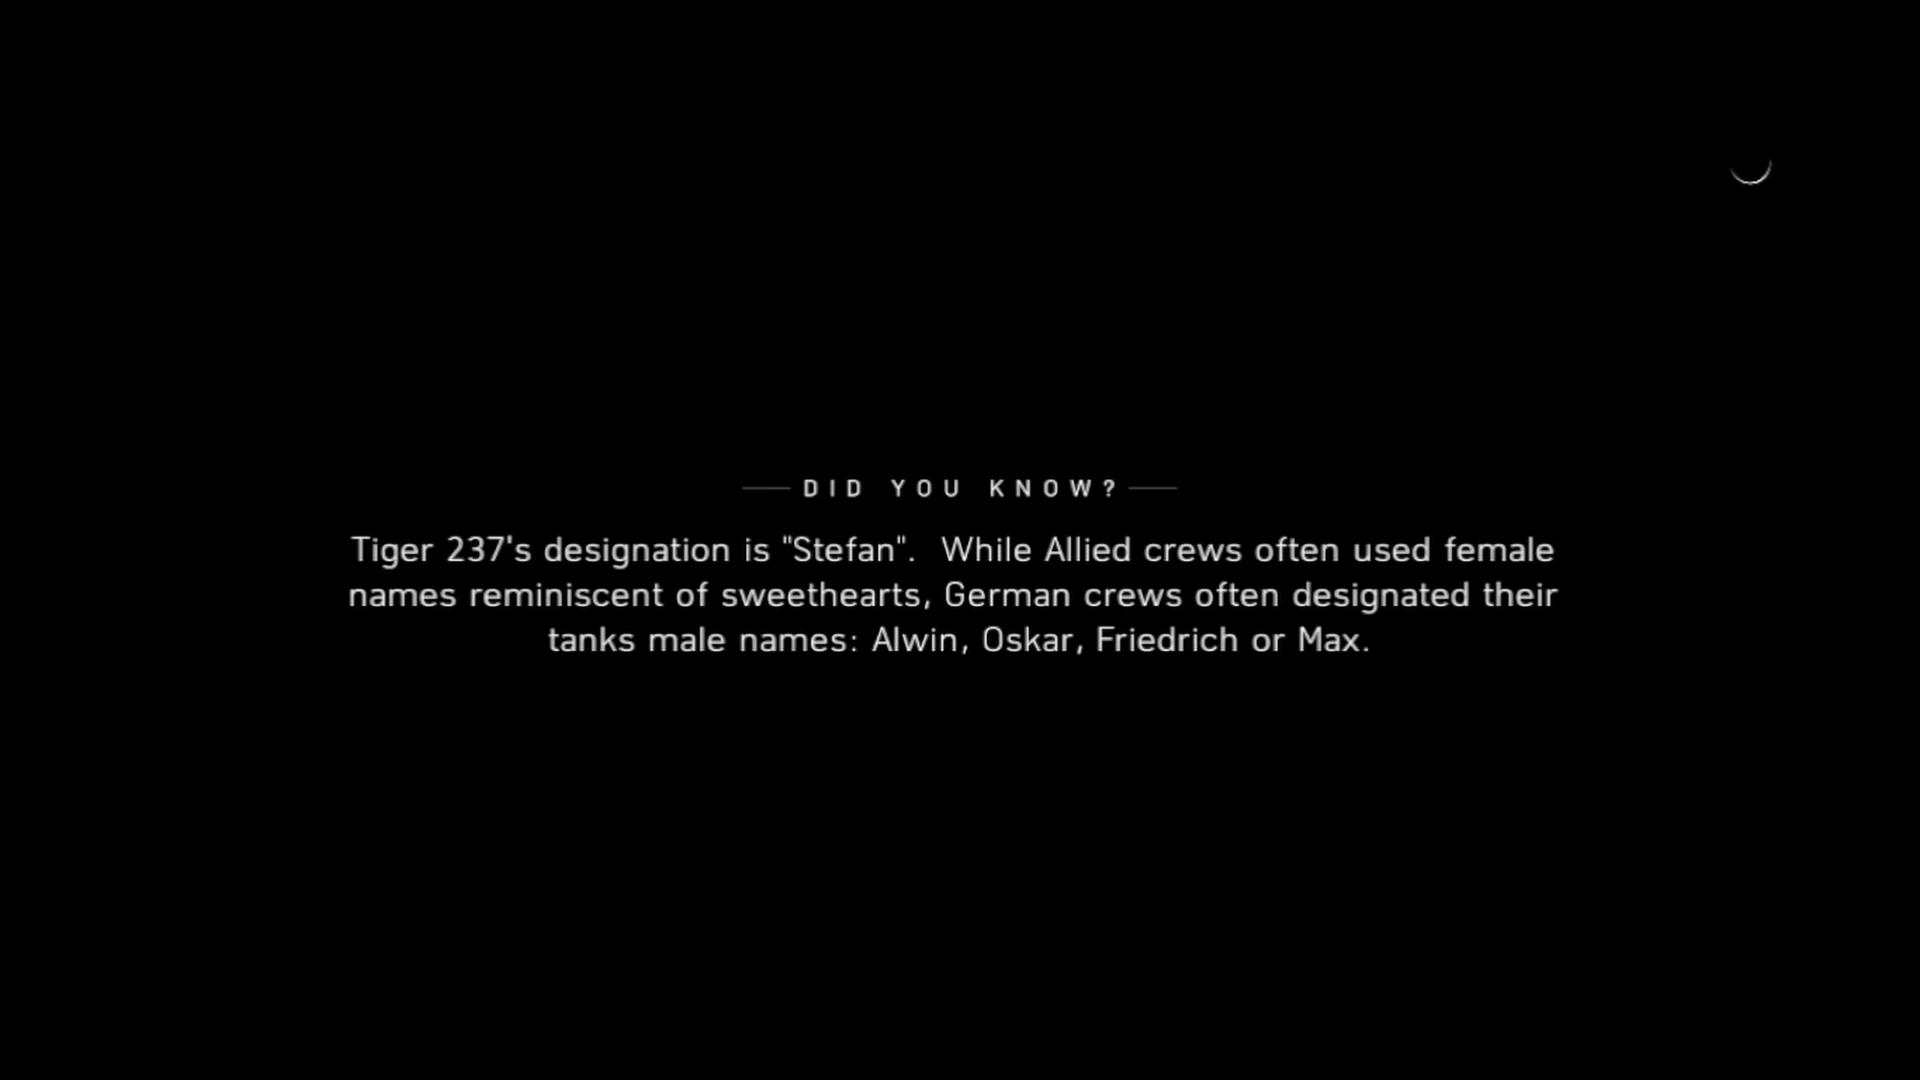 DID YOU KNOW?
Tiger 237's designation is "Stefan".  While Allied crews often used female
names reminiscent of sweethearts, German crews often designated their
tanks male names: Alwin, Oskar, Friedrich or Max.